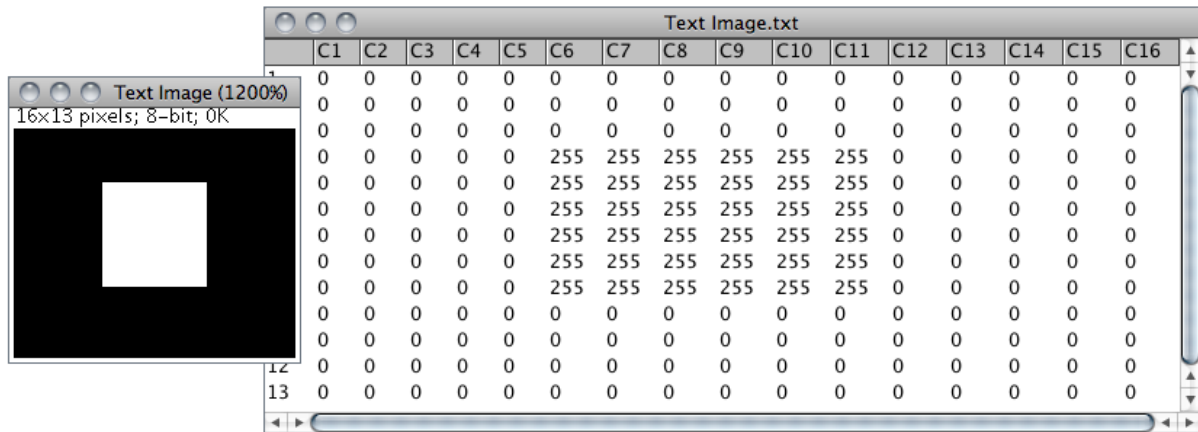 Text Image.txt
C1 C2 C3 C4 C5 C6 C7 C8 C9 C10 C11 C12 C13 C14 C15 C16
0 0 0 0 0 0 0 0 0 0 0 0 0 0 0 0
Text Image (1200%)
16x13 pixels; 8-bit; 0K
0 0 0 0 0 0 0 0 0 0 0 0 0 0 0 0
0 0 0 0 0 0 0 0 0 0 0 0 0 0 0 0
0 0 0 0 0 255 255 255 255 255 255 0 0 0 0 0
0 0 0 0 0 255 255 255 255 255 255 0 0 0 0 0
0 0 0 0 0 255 255 255 255 255 255 0 0 0 0 0
0 0 0 0 0 255 255 255 255 255 255 0 0 0 0 0
0 0 0 0 0 255 255 255 255 255 255 0 0 0 0 0
0 0 0 0 0 255 255 255 255 255 255 0 0 0 0 0
0 0 0 0 0 0 0 0 0 0 0 0 0 0 0 0
0 0 0 0 0 0 0 0 0 0 0 0 0 0 0 0
12 0 0 0 0 0 0 0 0 0 0 0 0 0 0 0 0
13 0 0 0 0 0 0 0 0 0 0 0 0 0 0 0 0